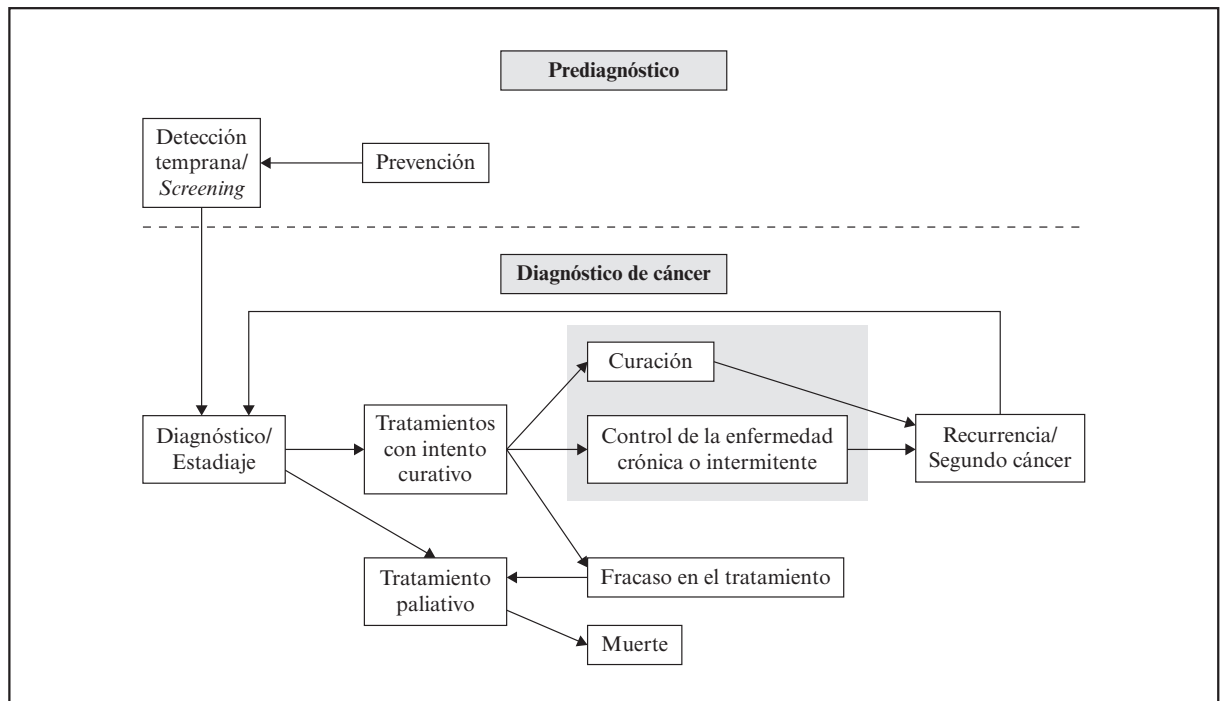 Prediagnóstico
Detección
temprana/
Screening
Prevención
Diagnóstico de cáncer
Curación
Diagnóstico/
Estadiaje
Tratamientos
con intento
curativo
Control de la enfermedad
crónica o intermitente
Recurrencia/
Segundo cáncer
Tratamiento
paliativo
Fracaso en el tratamiento
Muerte